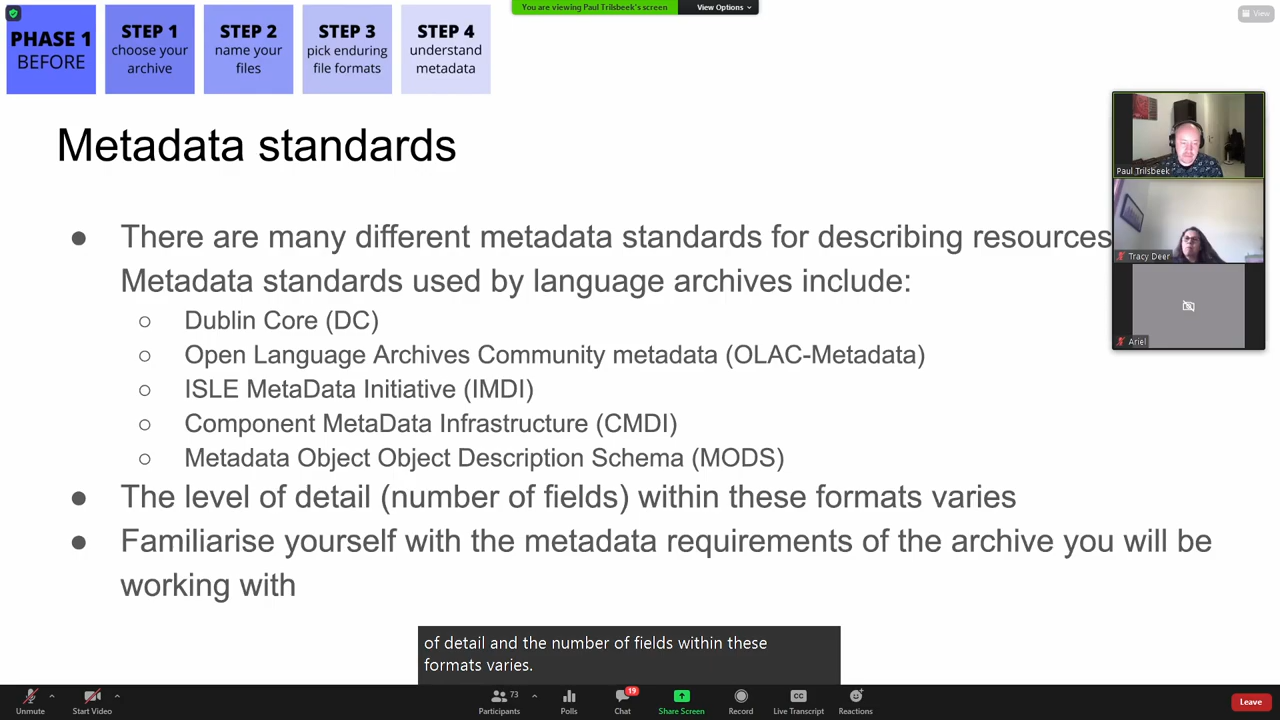 You are viewing Paul Trilsbeek's screen
View Options
View
PHASE 1
BEFORE
STEP 1
choose your
archive
STEP 2
name your
files
STEP 3
pick enduring
file formats
STEP 4
understand
metadata
Metadata standards
● There are many different metadata standards for describing resources
Metadata standards used by language archives include:
○ Dublin Core (DC)
○ Open Language Archives Community metadata (OLAC-Metadata)
○ ISLE MetaData Initiative (IMDI)
○ Component MetaData Infrastructure (CMDI)
○ Metadata Object Object Description Schema (MODS)
● The level of detail (number of fields) within these formats varies
● Familiarise yourself with the metadata requirements of the archive you will be
working with
Paul Trilsbeek
Tracy Deer
Ariel
of detail and the number of fields within these
formats varies.
Unmute
Start Video
73
Participants
Polls
19
Chat
Share Screen
Record
CC
Live Transcript
Reactions
Leave